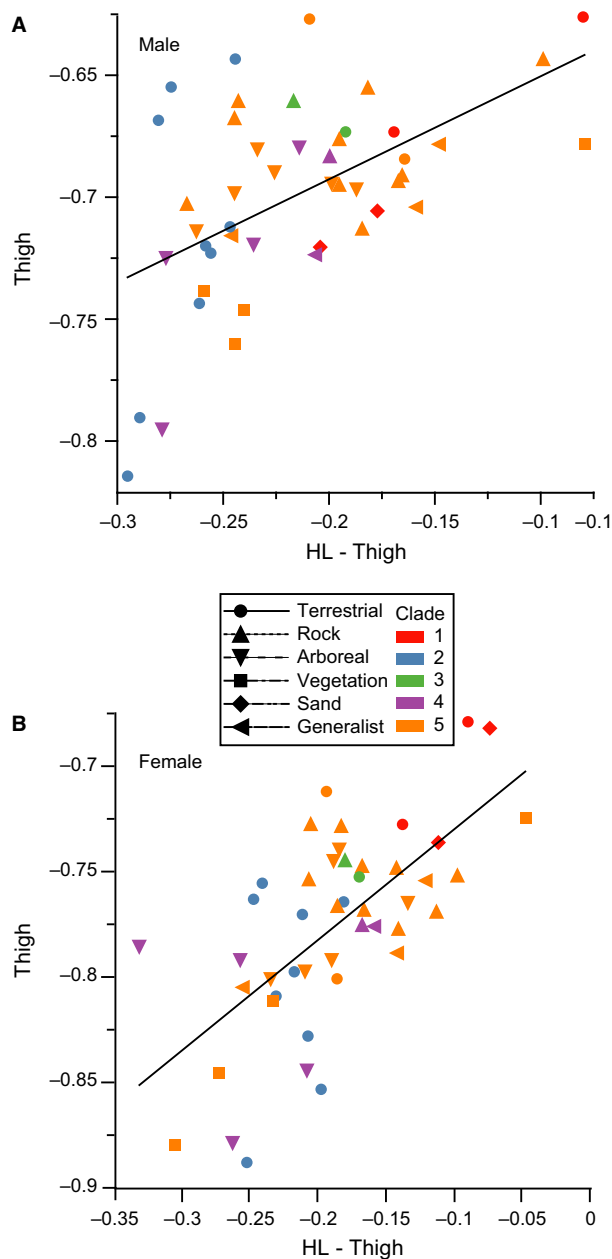 A
Male
Thigh
–0.65
–0.7
–0.75
–0.8
–0.3 –0.25 –0.2 –0.15 –0.1 –0.1
HL - Thigh
Terrestrial
Rock
Arboreal
Vegetation
Sand
Generalist
Clade
1
2
3
4
5
B
Female
Thigh
–0.7
–0.75
–0.8
–0.85
–0.9
–0.35 –0.3 –0.25 –0.2 –0.15 –0.1 –0.05 0
HL - Thigh